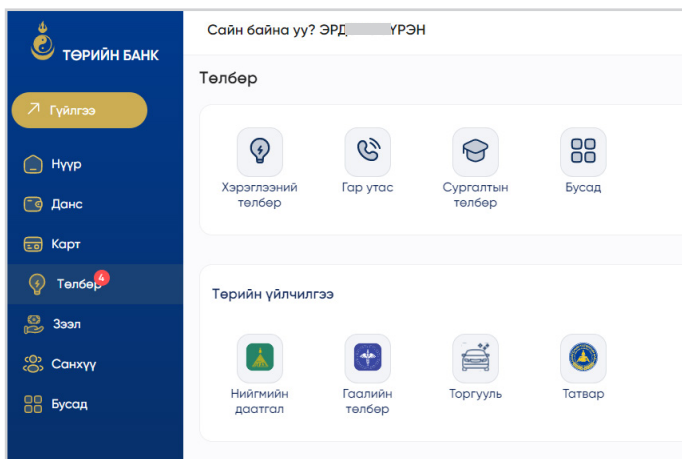 ТӨРИЙН БАНК
Гүйлгээ
Нүүр
Данс
Карт
Төлбөр 4
Зээл
Санхүү
Бусад
Сайн байна уу? ЭРД ҮРЭН
Төлбөр
Хэрэглээний
төлбөр
Гар утас
Сургалтын
төлбөр
Бусад
Төрийн үйлчилгээ
Нийгмийн
даатгал
Гаалийн
төлбөр
Торгууль
Татвар